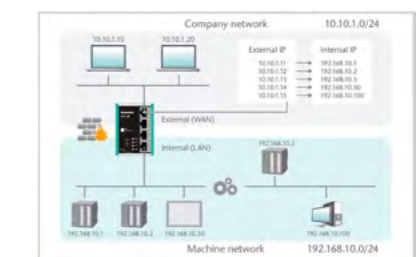 Company network 10.10.1.0/24
10.10.1.10 10.10.1.20
External IP Internal IP
10.10.1.11 192.168.10.1
10.10.1.12 192.168.10.2
10.10.1.13 192.168.10.3
10.10.1.14 192.168.10.50
10.10.1.15 192.168.10.100
External (WAN)
Internal (LAN)
192.168.10.3
192.168.10.1 192.168.10.2 192.168.10.50 192.168.10.100
Machine network 192.168.10.0/24